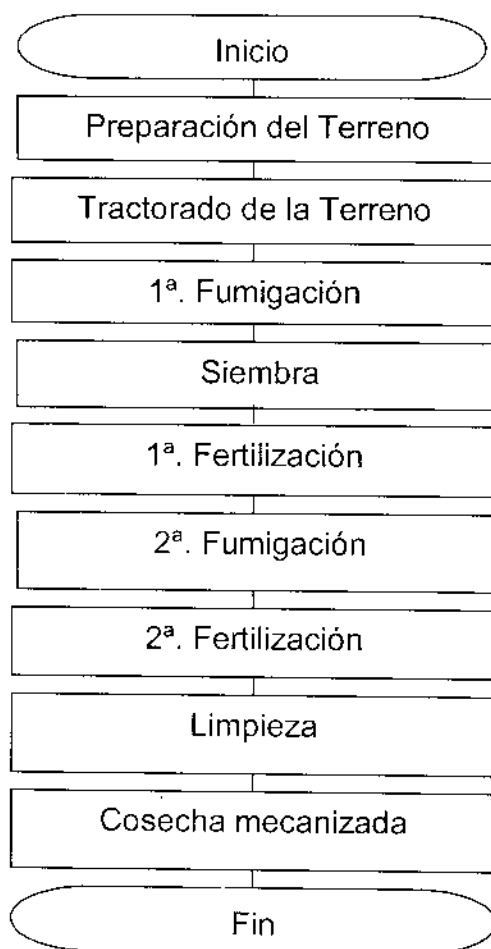 Inicio
Preparación del Terreno
Tractorado de la Terreno
1ª. Fumigación
Siembra
1ª. Fertilización
2ª. Fumigación
2ª. Fertilización
Limpieza
Cosecha mecanizada
Fin